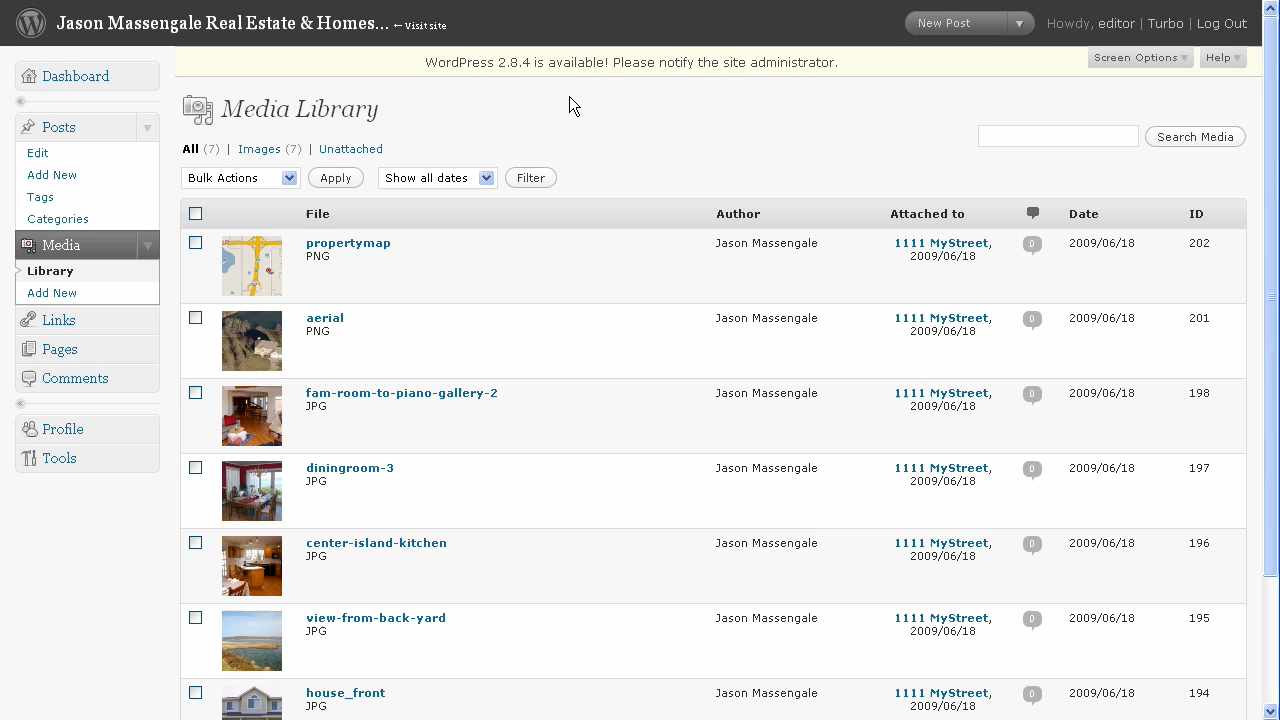 Jason Massengale Real Estate & Homes… ← Visit site
New Post
Howdy, editor | Turbo | Log Out
WordPress 2.8.4 is available! Please notify the site administrator.
Screen Options
Help
Dashboard
Posts
Edit
Add New
Tags
Categories
Media
Library
Add New
Links
Pages
Comments
Profile
Tools
Media Library
Search Media
All (7) | Images (7) | Unattached
Bulk Actions Apply Show all dates Filter
File Author Attached to Date ID
propertymap Jason Massengale 1111 MyStreet, 0 2009/06/18 202
PNG 2009/06/18
aerial Jason Massengale 1111 MyStreet, 0 2009/06/18 201
PNG 2009/06/18
fam-room-to-piano-gallery-2 Jason Massengale 1111 MyStreet, 0 2009/06/18 198
JPG 2009/06/18
diningroom-3 Jason Massengale 1111 MyStreet, 0 2009/06/18 197
JPG 2009/06/18
center-island-kitchen Jason Massengale 1111 MyStreet, 0 2009/06/18 196
JPG 2009/06/18
view-from-back-yard Jason Massengale 1111 MyStreet, 0 2009/06/18 195
JPG 2009/06/18
house_front Jason Massengale 1111 MyStreet, 0 2009/06/18 194
JPG 2009/06/18